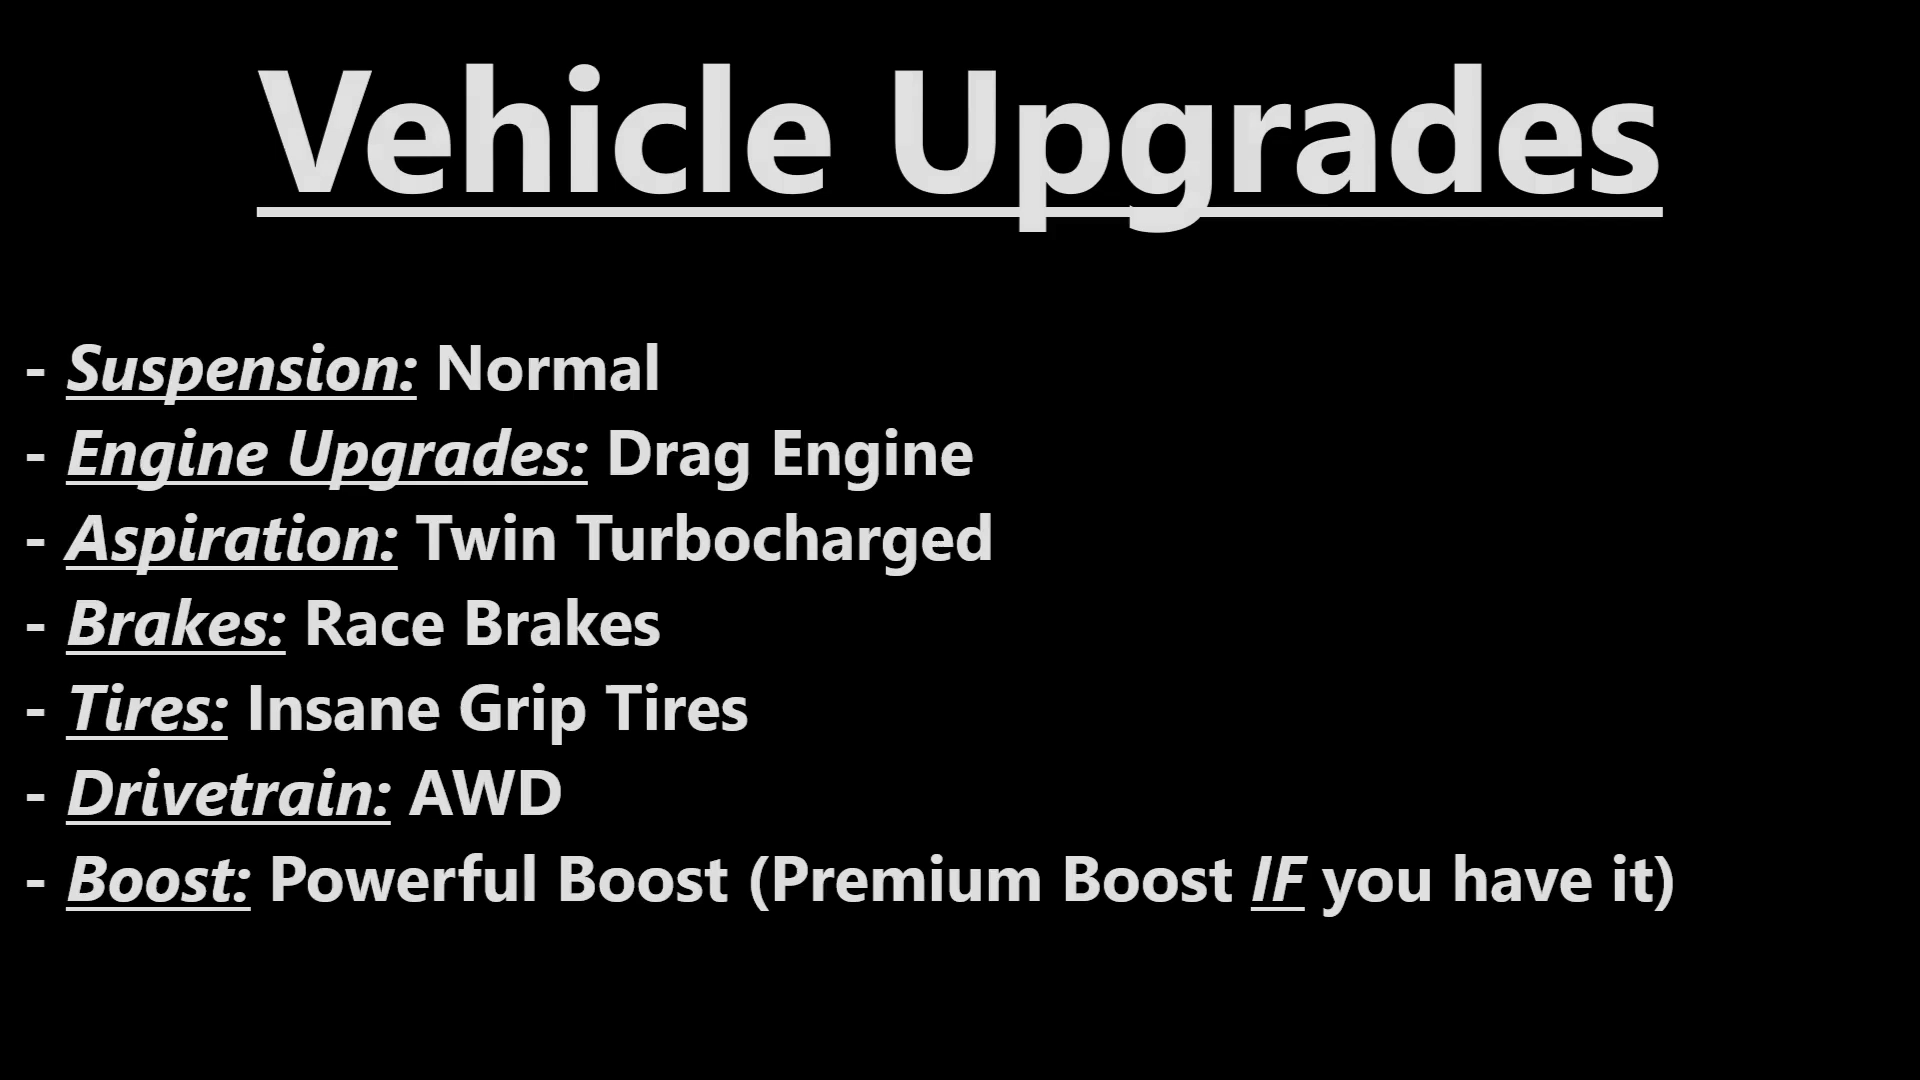 Vehicle Upgrades
- Suspension: Normal
- Engine Upgrades: Drag Engine
- Aspiration: Twin Turbocharged
- Brakes: Race Brakes
- Tires: Insane Grip Tires
- Drivetrain: AWD
- Boost: Powerful Boost (Premium Boost IF you have it)